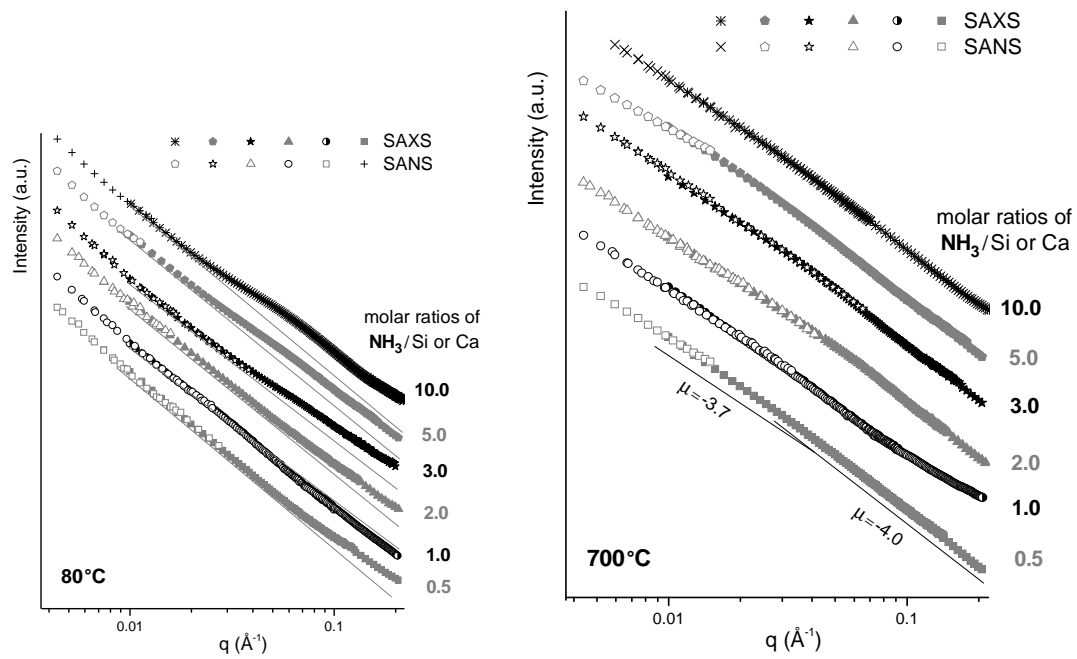 SAXS
SANS
Intensity (a.u.)
molar ratios of
NH₃/Si or Ca
10.0
5.0
3.0
2.0
1.0
0.5
80°C
0.01
0.1
q (Å⁻¹)
SAXS
SANS
Intensity (a.u.)
molar ratios of
NH₃/Si or Ca
10.0
5.0
3.0
2.0
1.0
0.5
μ=-3.7
μ=-4.0
700°C
0.01
0.1
q (Å⁻¹)